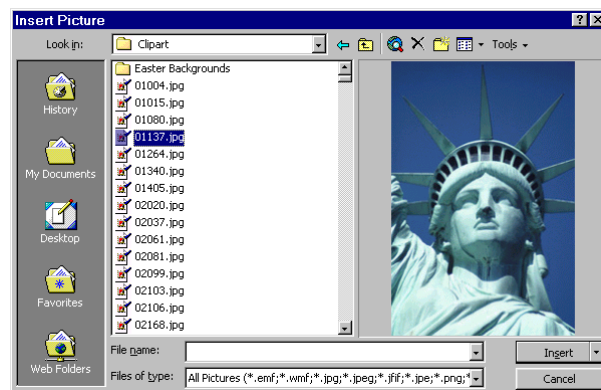 Insert Picture
Look in: Clipart Tools
History
My Documents
Desktop
Favorites
Web Folders
Easter Backgrounds
01004.jpg
01015.jpg
01080.jpg
01137.jpg
01264.jpg
01340.jpg
01405.jpg
02020.jpg
02037.jpg
02061.jpg
02081.jpg
02099.jpg
02103.jpg
02106.jpg
02168.jpg
File name: Insert
Files of type: All Pictures (*.emf;*.wmf;*.jpg;*.jpeg;*.jfif;*.jpe;*.png;* Cancel